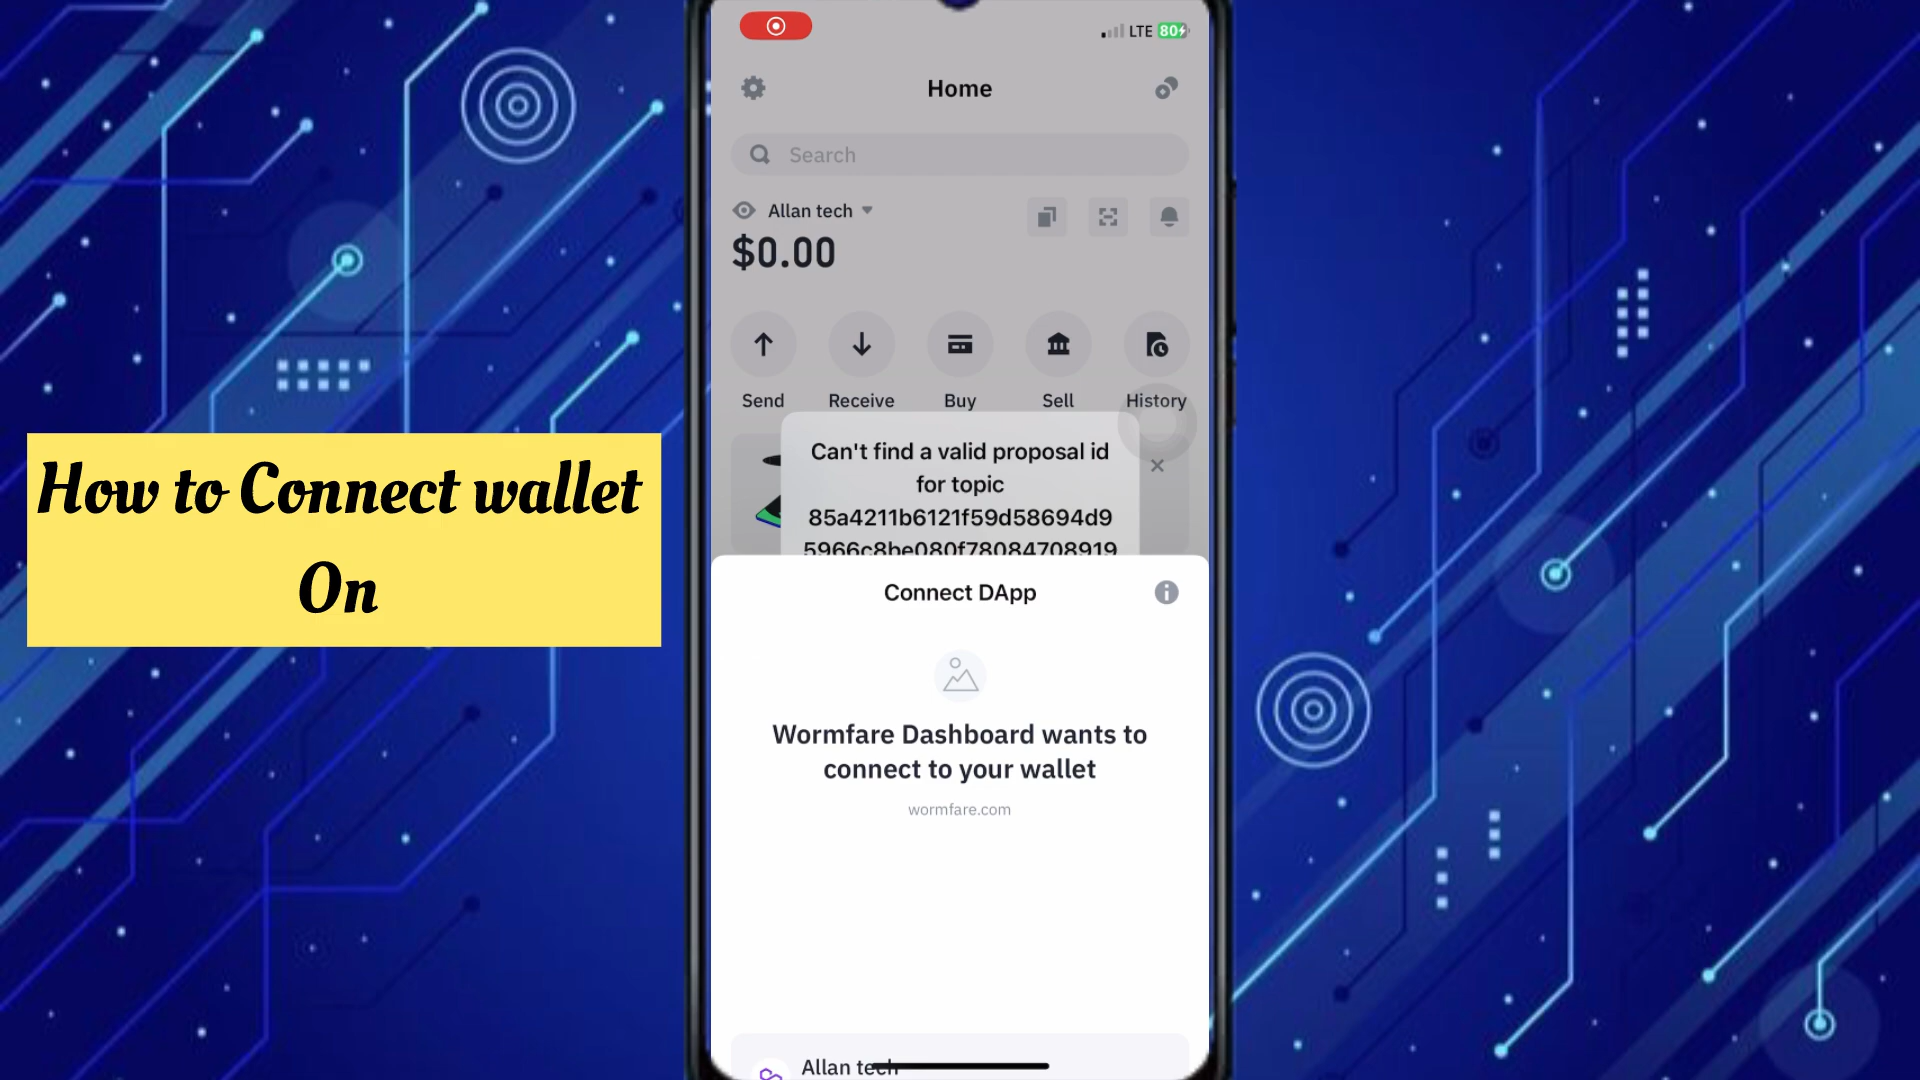 LTE 80
Home
Search
Allan tech
$0.00
Send Receive Buy Sell History
Can't find a valid proposal id
for topic
85a4211b6121f59d58694d9
5966c8be080f78084708919
How to Connect wallet
On
Connect DApp
Wormfare Dashboard wants to
connect to your wallet
wormfare.com
Allan tech